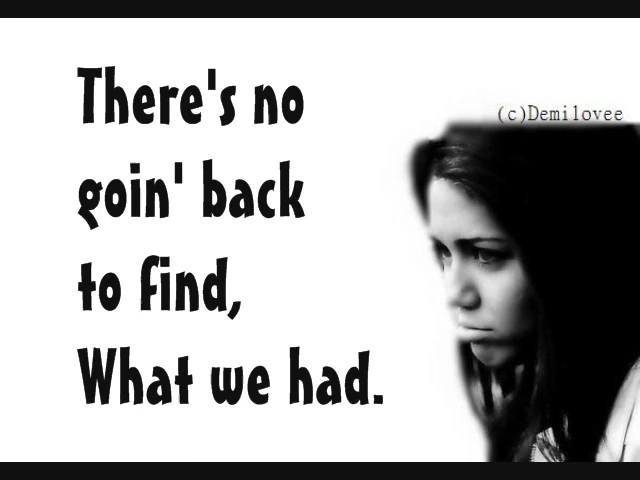 There's no
goin' back
to find,
What we had.
(c)Demilovee